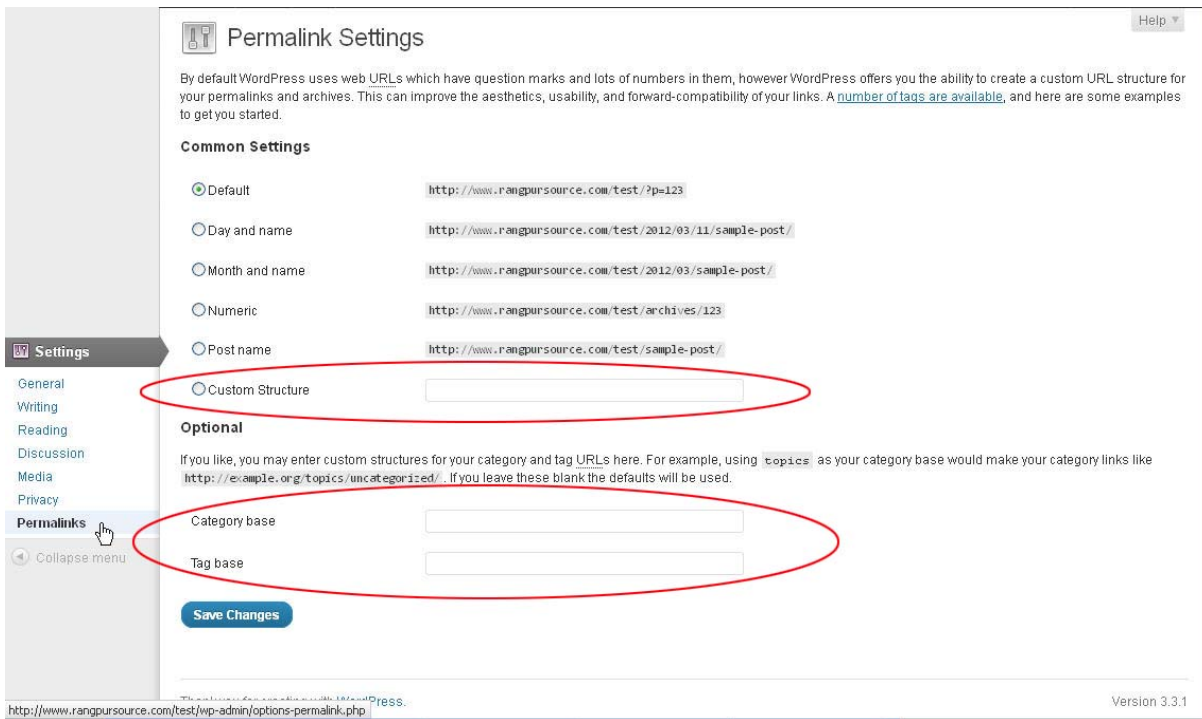 Help
Permalink Settings
By default WordPress uses web URLs which have question marks and lots of numbers in them, however WordPress offers you the ability to create a custom URL structure for
your permalinks and archives. This can improve the aesthetics, usability, and forward-compatibility of your links. A number of tags are available, and here are some examples
to get you started.
Common Settings
Default http://www.rangpursource.com/test/?p=123
Day and name http://www.rangpursource.com/test/2012/03/11/sample-post/
Month and name http://www.rangpursource.com/test/2012/03/sample-post/
Numeric http://www.rangpursource.com/test/archives/123
Post name http://www.rangpursource.com/test/sample-post/
Custom Structure
Optional
If you like, you may enter custom structures for your category and tag URLs here. For example, using topics as your category base would make your category links like
http://example.org/topics/uncategorized/ . If you leave these blank the defaults will be used.
Category base
Tag base
Save Changes
Settings
General
Writing
Reading
Discussion
Media
Privacy
Permalinks
Collapse menu
WordPress.
Version 3.3.1
http://www.rangpursource.com/test/wp-admin/options-permalink.php